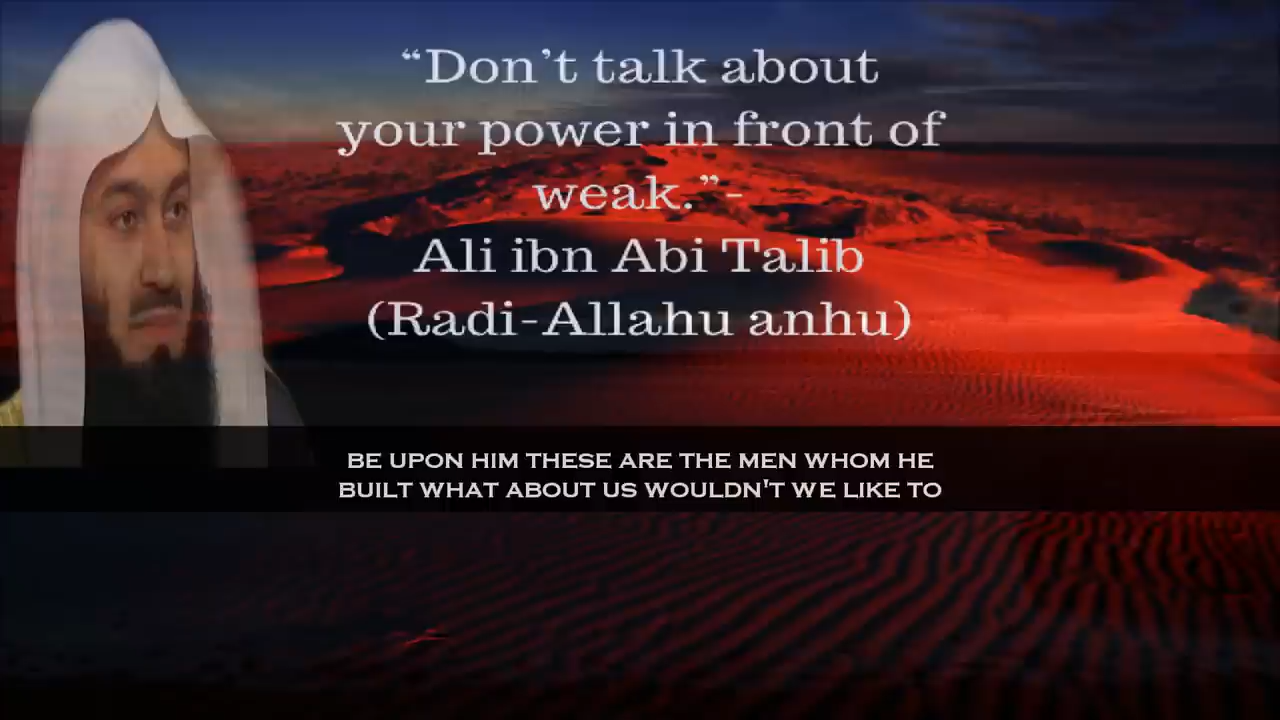 “Don’t talk about
your power in front of
weak.”-
Ali ibn Abi Talib
(Radi-Allahu anhu)
BE UPON HIM THESE ARE THE MEN WHOM HE
BUILT WHAT ABOUT US WOULDN'T WE LIKE TO